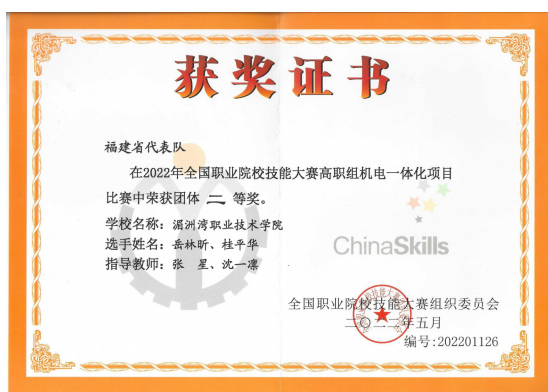 获奖证书
福建省代表队
在2022年全国职业院校技能大赛高职组机电一体化项目
比赛中荣获团体 二 等奖。
学校名称：湄洲湾职业技术学院
选手姓名：岳林昕、桂平华
指导教师：张 星、沈一凛
ChinaSkills
全国职业院校技能大赛组织委员会
二〇二二年五月
编号:202201126